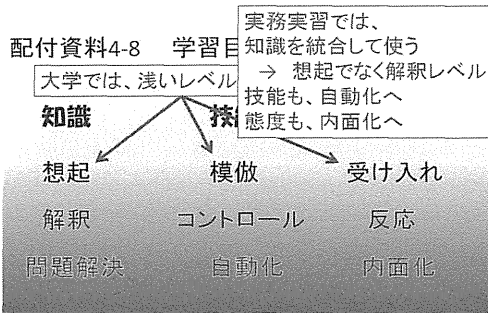 実務実習では、
知識を統合して使う
→ 想起でなく解釈レベル
技能も、自動化へ
態度も、内面化へ
配付資料4-8 学習目
大学では、浅いレベル
知識 技
想起 模倣 受け入れ
解釈 コントロール 反応
問題解決 自動化 内面化